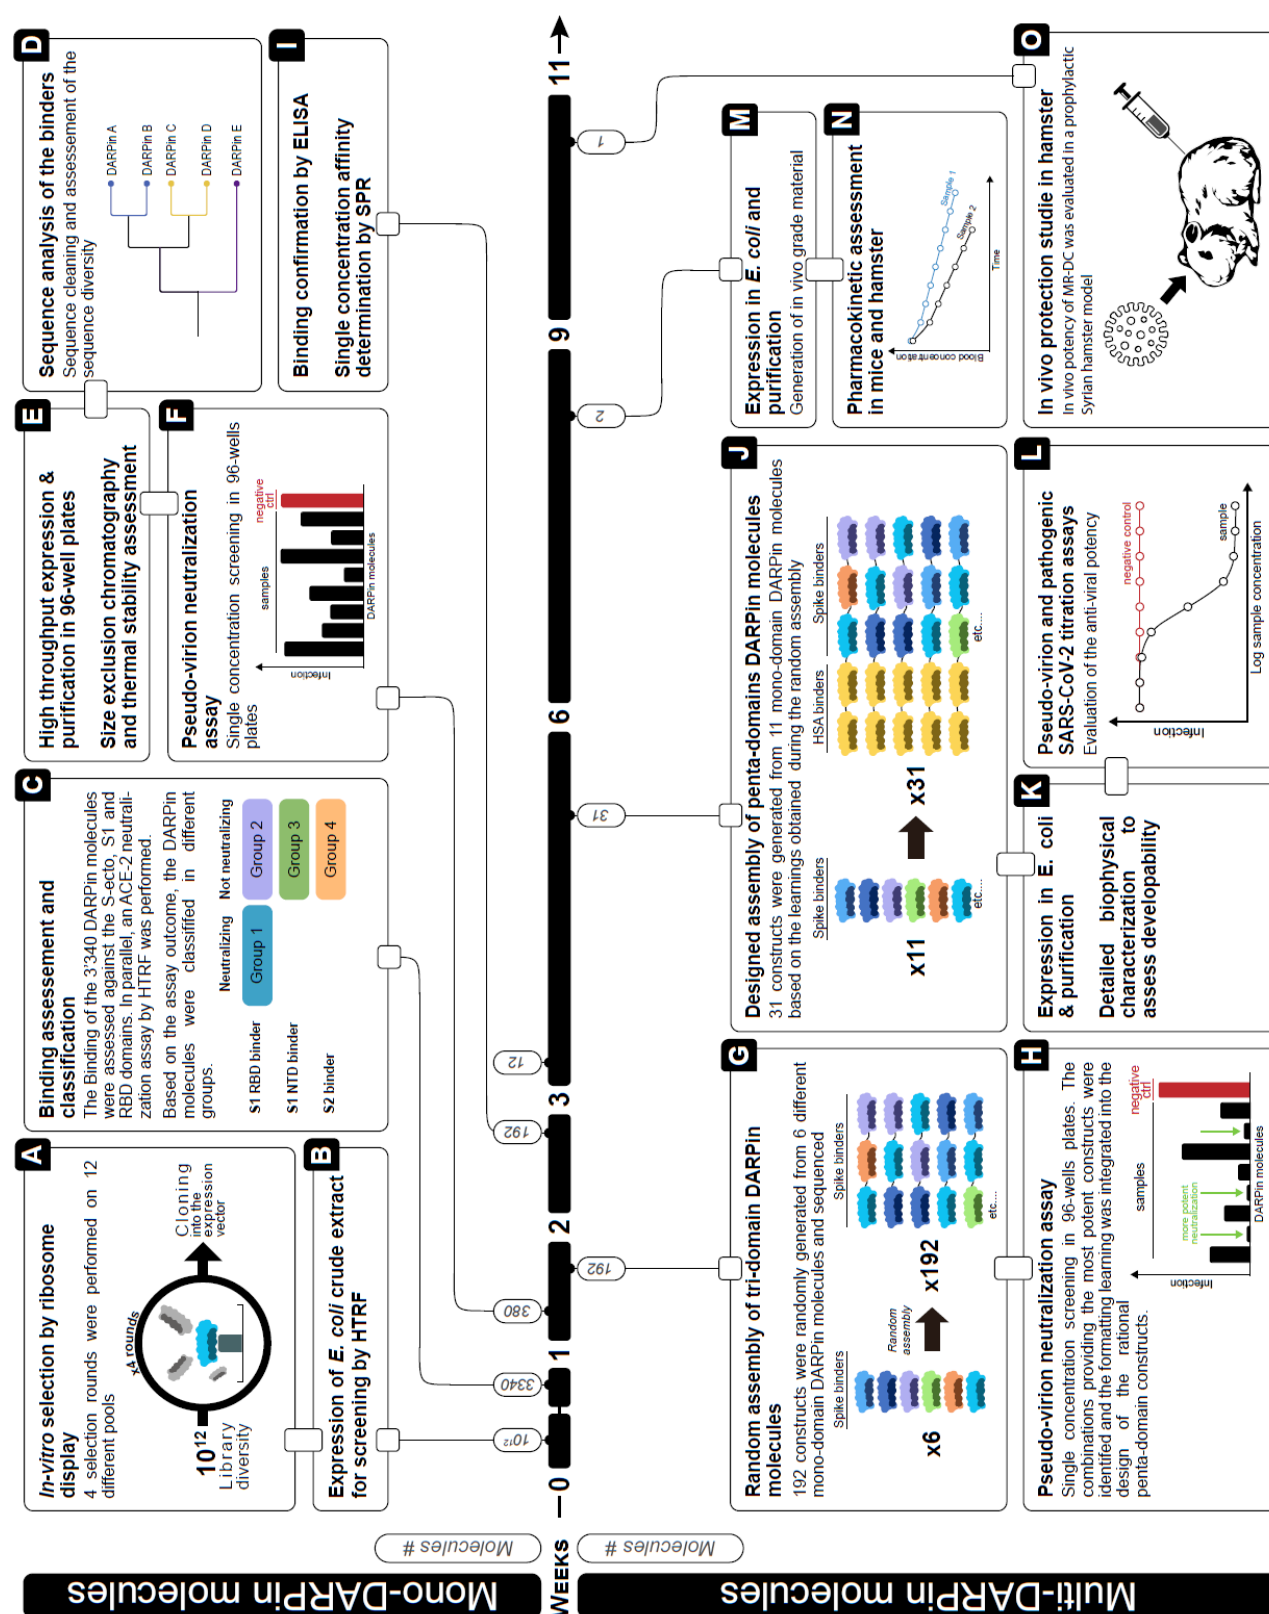 Mono-DARPin molecules
Molecules #
A
In-vitro selection by ribosome
display
4 selection rounds were performed on 12
different pools
x4 rounds
10¹²
Library
diversity
Cloning
into the
expression
vector
B
Expression of E. coli crude extract
for screening by HTRF
C
Binding assessement and
classification
The Binding of the 3'340 DARPin molecules
were assessed against the S-ecto, S1 and
RBD domains. In parallel, an ACE-2 neutrali-
zation assay by HTRF was performed.
Based on the assay outcome, the DARPin
molecules were classififed in different
groups.
Neutralizing
Not neutralizing
S1 RBD binder
Group 1
Group 2
S1 NTD binder
Group 3
S2 binder
Group 4
D
Sequence analysis of the binders
Sequence cleaning and assessement of the
sequence diversity
DARPin A
DARPin B
DARPin C
DARPin D
DARPin E
E
High throughput expression &
purification in 96-well plates
Size exclusion chromatography
and thermal stability assessment
F
Pseudo-virion neutralization
assay
Single concentration screening in 96-wells
plates
samples
negative
ctrl
Infection
DARPin molecules
I
Binding confirmation by ELISA
Single concentration affinity
determination by SPR
10¹²
3340
380
192
12
WEEKS
0
1
2
3
6
9
11
192
31
2
1
Multi-DARPin molecules
Molecules #
G
Random assembly of tri-domain DARPin
molecules
192 constructs were randomly generated from 6 different
mono-domain DARPin molecules and sequenced
Spike binders
Spike binders
x6
Random
assembly
x192
etc....
H
Pseudo-virion neutralization assay
Single concentration screening in 96-wells plates. The
combinations providing the most potent constructs were
identifed and the formatting learning was integrated into the
design of the rational
penta-domain constructs.
samples
negative
ctrl
more potent
neutralization
Infection
DARPin molecules
J
Designed assembly of penta-domains DARPin molecules
31 constructs were generated from 11 mono-domain DARPin molecules
based on the learnings obtained during the random assembly
Spike binders
HSA binders
Spike binders
x11
x31
etc....
etc....
K
Expression in E. coli
& purification
Detailed biophysical
characterization to
assess developability
L
Pseudo-virion and pathogenic
SARS-CoV-2 titration assays
Evaluation of the anti-viral potency
negative control
sample
Infection
Log sample concentration
M
Expression in E. coli and
purification
Generation of in vivo grade material
N
Pharmacokinetic assessment
in mice and hamster
Blood concentration
Sample 1
Sample 2
Time
O
In vivo protection studie in hamster
In vivo potency of MR-DC was evaluated in a prophylactic
Syrian hamster model